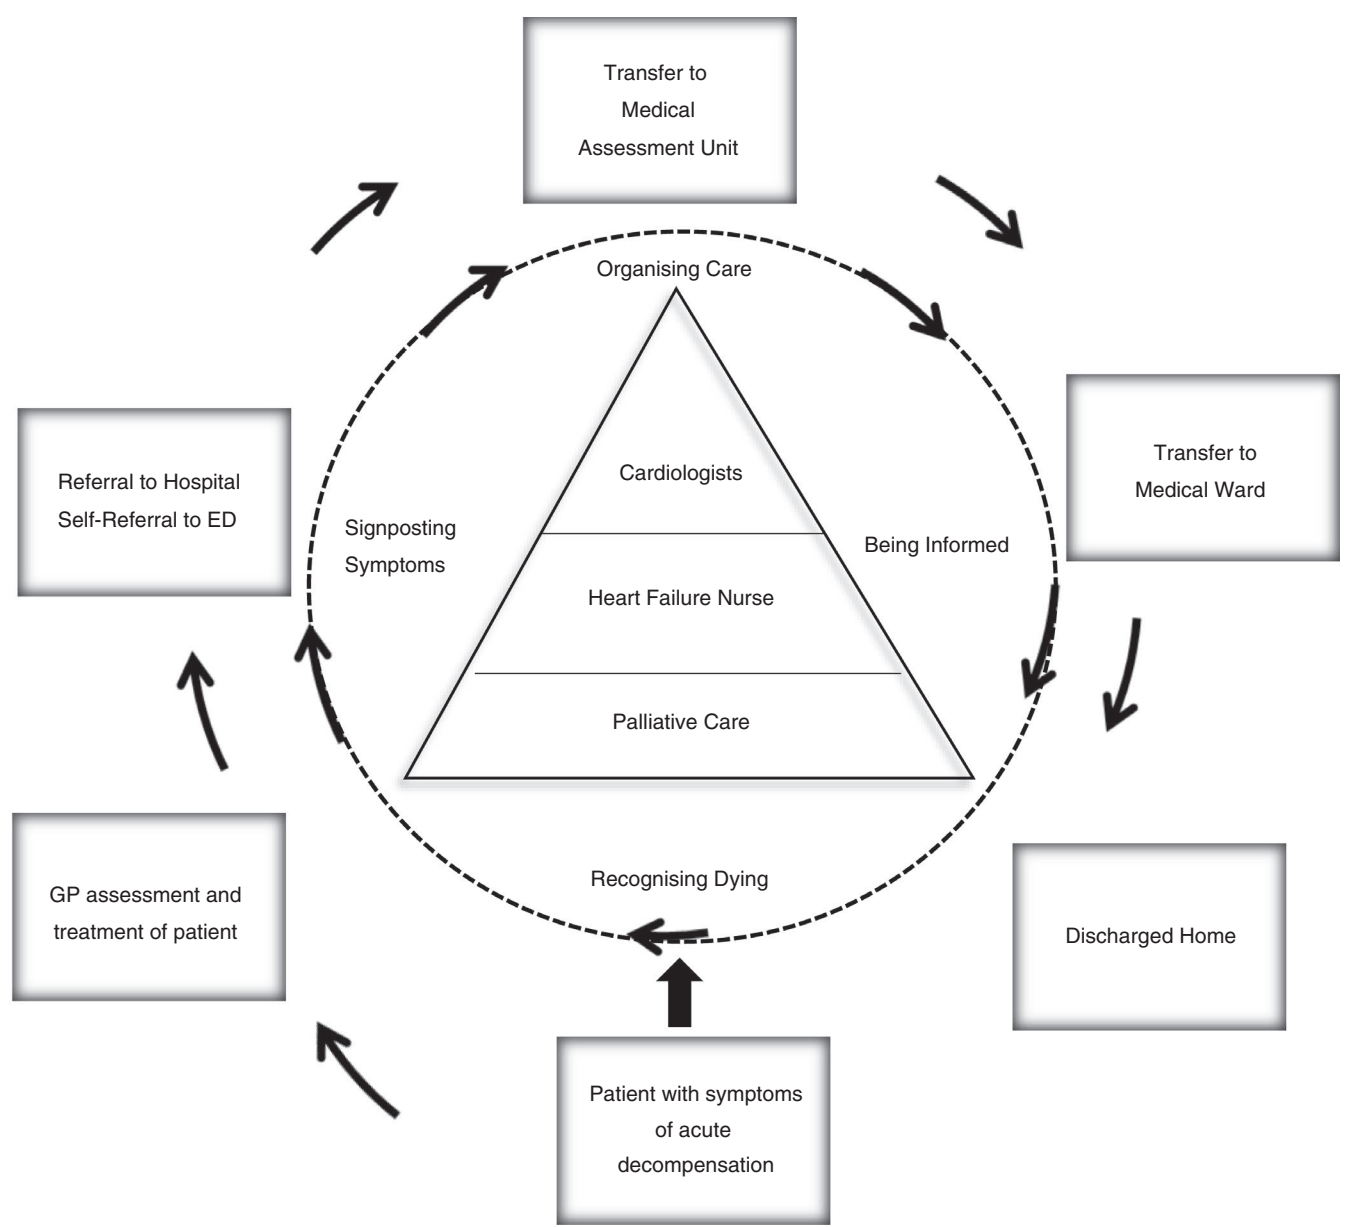 Transfer to
Medical
Assessment Unit
Organising Care
Referral to Hospital
Self-Referral to ED
Signposting
Symptoms
Cardiologists
Heart Failure Nurse
Palliative Care
Being Informed
Transfer to
Medical Ward
Recognising Dying
GP assessment and
treatment of patient
Discharged Home
Patient with symptoms
of acute
decompensation